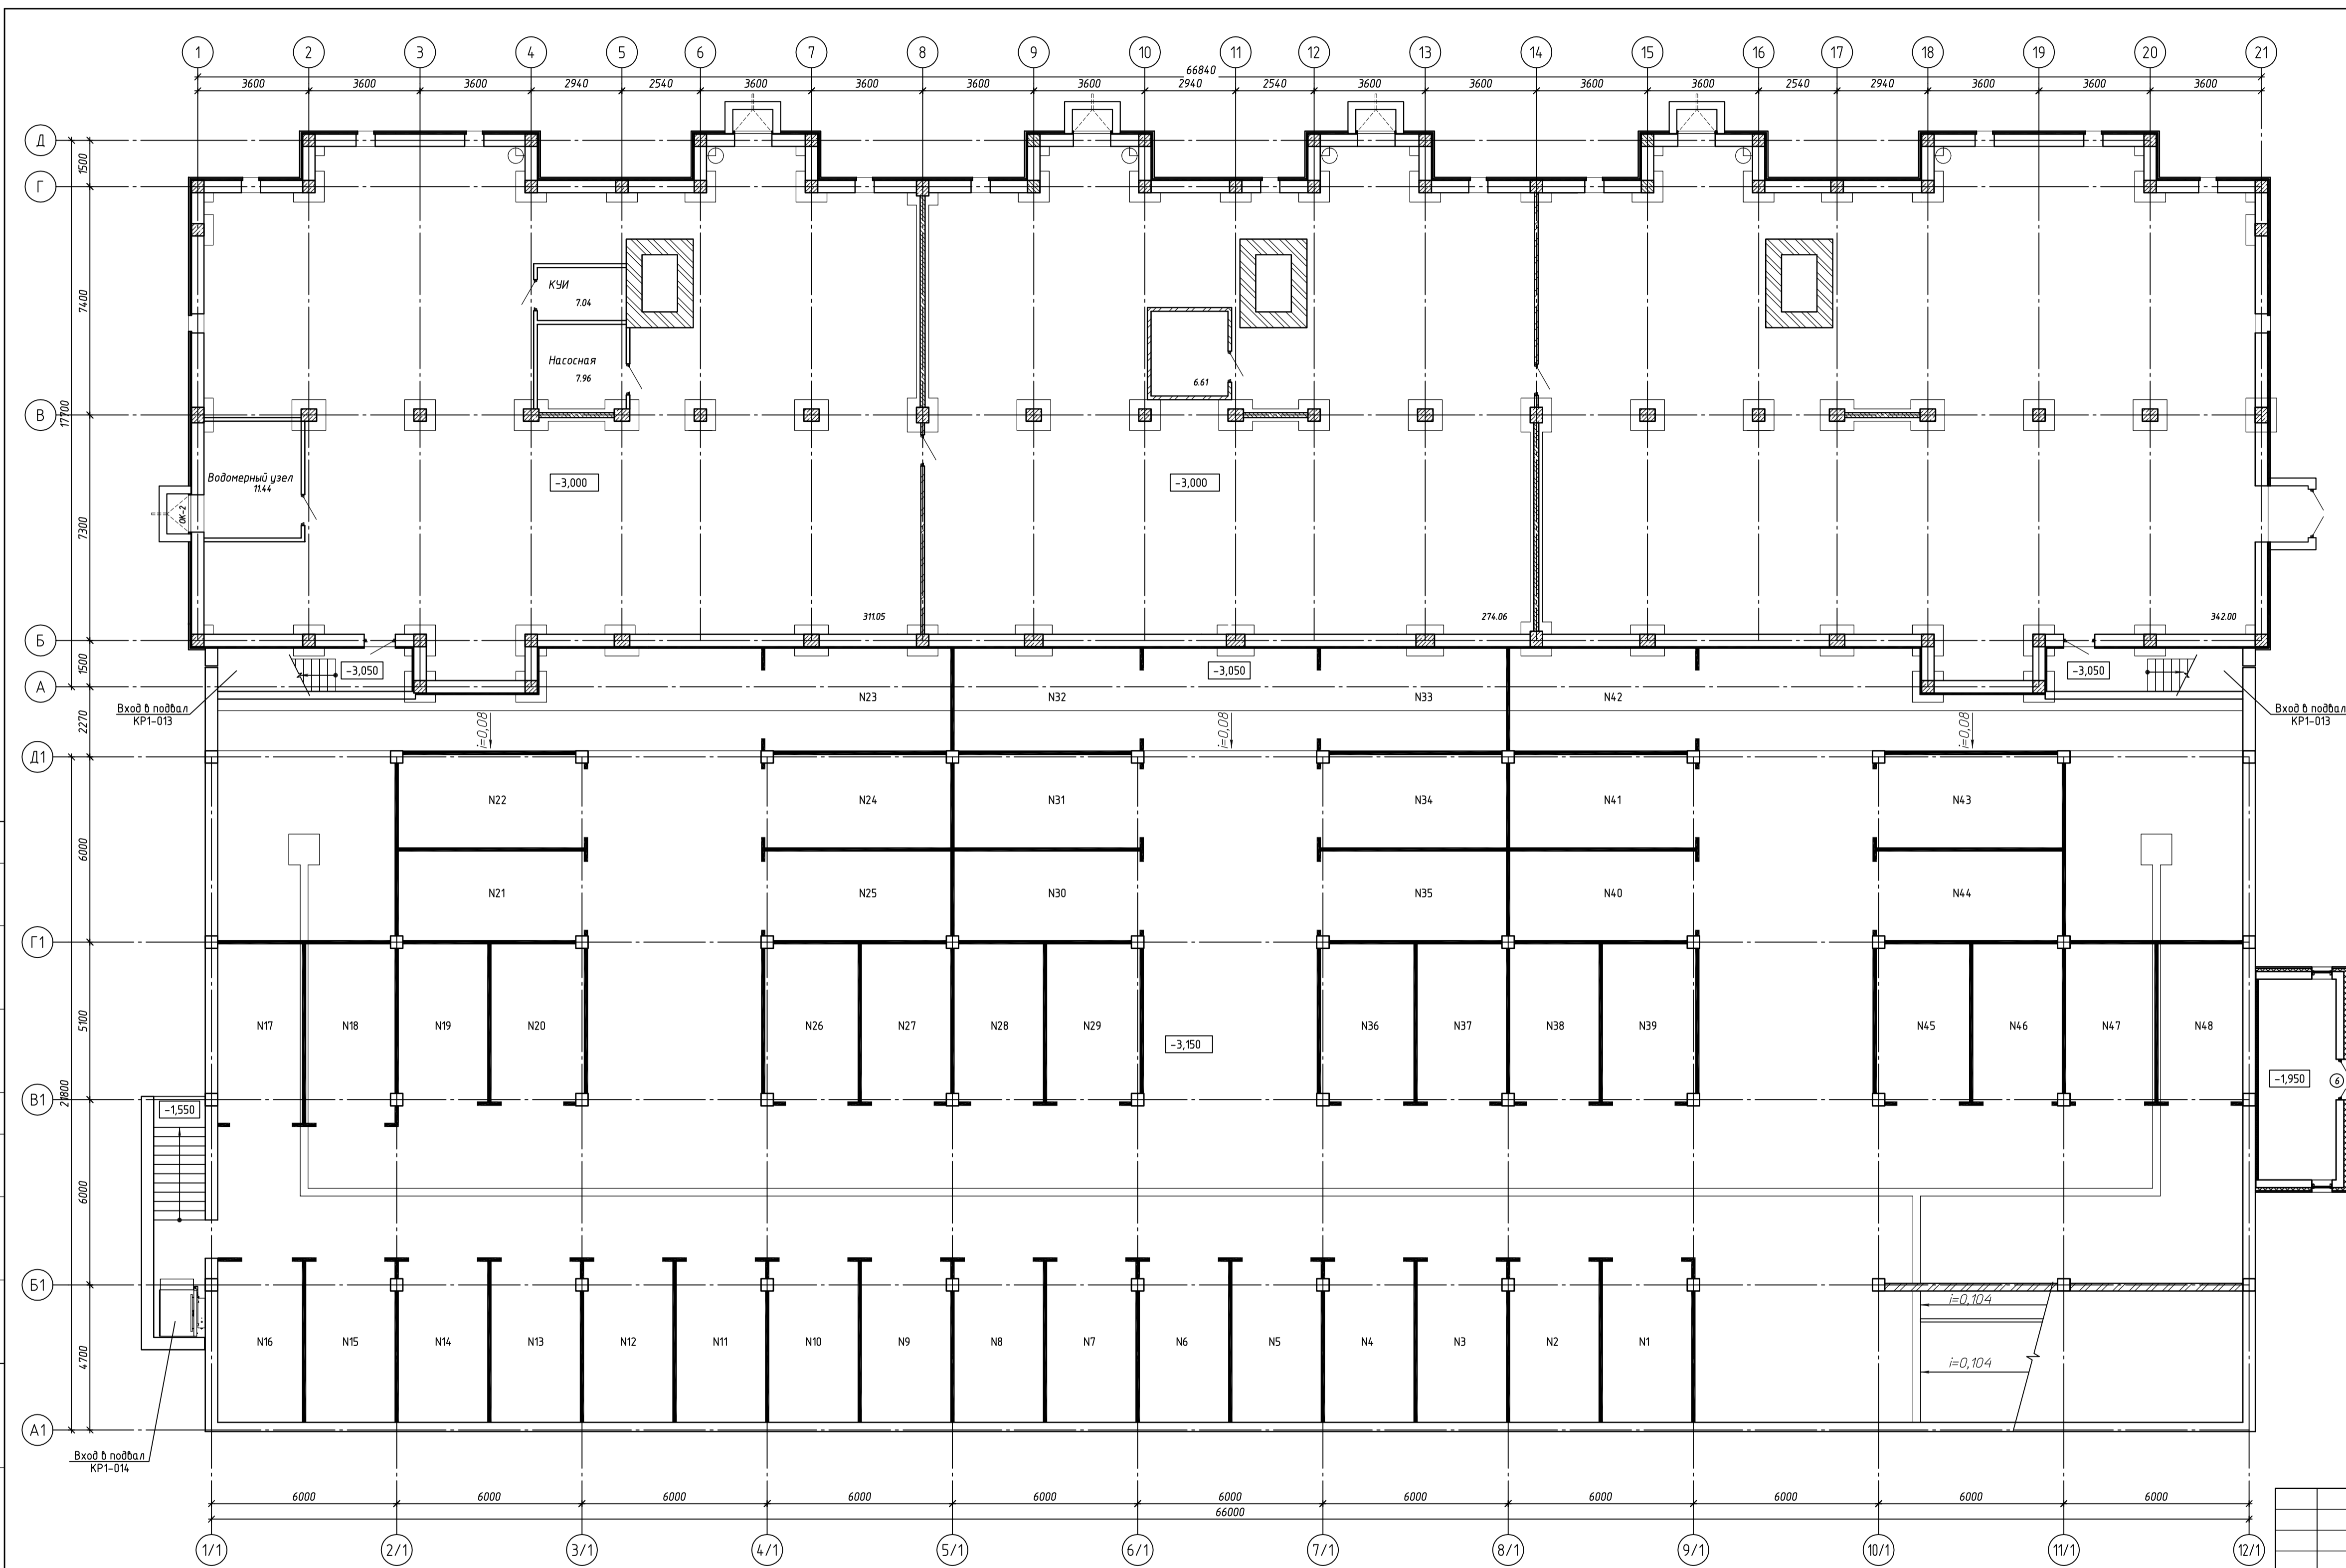 1 2 3 4 5 6 7 8 9 10 11 12 13 14 15 16 17 18 19 20 21
66840
3600 3600 3600 2940 2540 3600 3600 3600 3600 2940 2540 3600 3600 3600 3600 2540 2940 3600 3600 3600
Д
1500
Г
7400
КУИ
7.04
Насосная
7.96
6.61
В
17700
Водомерный узел
11.44
-3,000
-3,000
ОК-2
7300
311.05
274.06
342.00
Б
1500
-3,050
-3,050
-3,050
А
N23 N32 N33 N42
Вход в подвал
КР1-013
Вход в подвал
КР1-013
2270
i=0,08
i=0,08
i=0,08
Д1
N22 N24 N31 N34 N41 N43
6000
N21 N25 N30 N35 N40 N44
Г1
5100
N17 N18 N19 N20 N26 N27 N28 N29 N36 N37 N38 N39 N45 N46 N47 N48
-3,150
-1,950
6
В1
21800
-1,550
6000
Б1
i=0,104
N16 N15 N14 N13 N12 N11 N10 N9 N8 N7 N6 N5 N4 N3 N2 N1
4700
i=0,104
А1
Вход в подвал
КР1-014
6000 6000 6000 6000 6000 6000 6000 6000 6000 6000 6000
66000
1/1 2/1 3/1 4/1 5/1 6/1 7/1 8/1 9/1 10/1 11/1 12/1